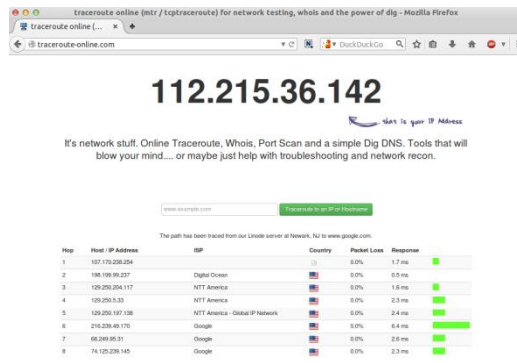 traceroute online (mtr / tcptraceroute) for network testing, whois and the power of dig - Mozilla Firefox
traceroute online (...
traceroute-online.com
DuckDuckGo
112.215.36.142
that is your IP Address
It's network stuff. Online Traceroute, Whois, Port Scan and a simple Dig DNS. Tools that will
blow your mind.... or maybe just help with troubleshooting and network recon.
www.example.com Traceroute to an IP or Hostname
The path has been traced from our Linode server at Newark, NJ to www.google.com.
Hop Host / IP Address ISP Country Packet Loss Response
1 107.170.238.254 0.0% 1.7 ms
2 198.199.99.237 Digital Ocean 0.0% 0.5 ms
3 129.250.204.117 NTT America 0.0% 1.6 ms
4 129.250.5.33 NTT America 0.0% 2.3 ms
5 129.250.197.138 NTT America - Global IP Network 0.0% 2.4 ms
6 216.239.49.170 Google 0.0% 6.4 ms
7 66.249.95.31 Google 0.0% 2.6 ms
8 74.125.239.145 Google 0.0% 2.3 ms